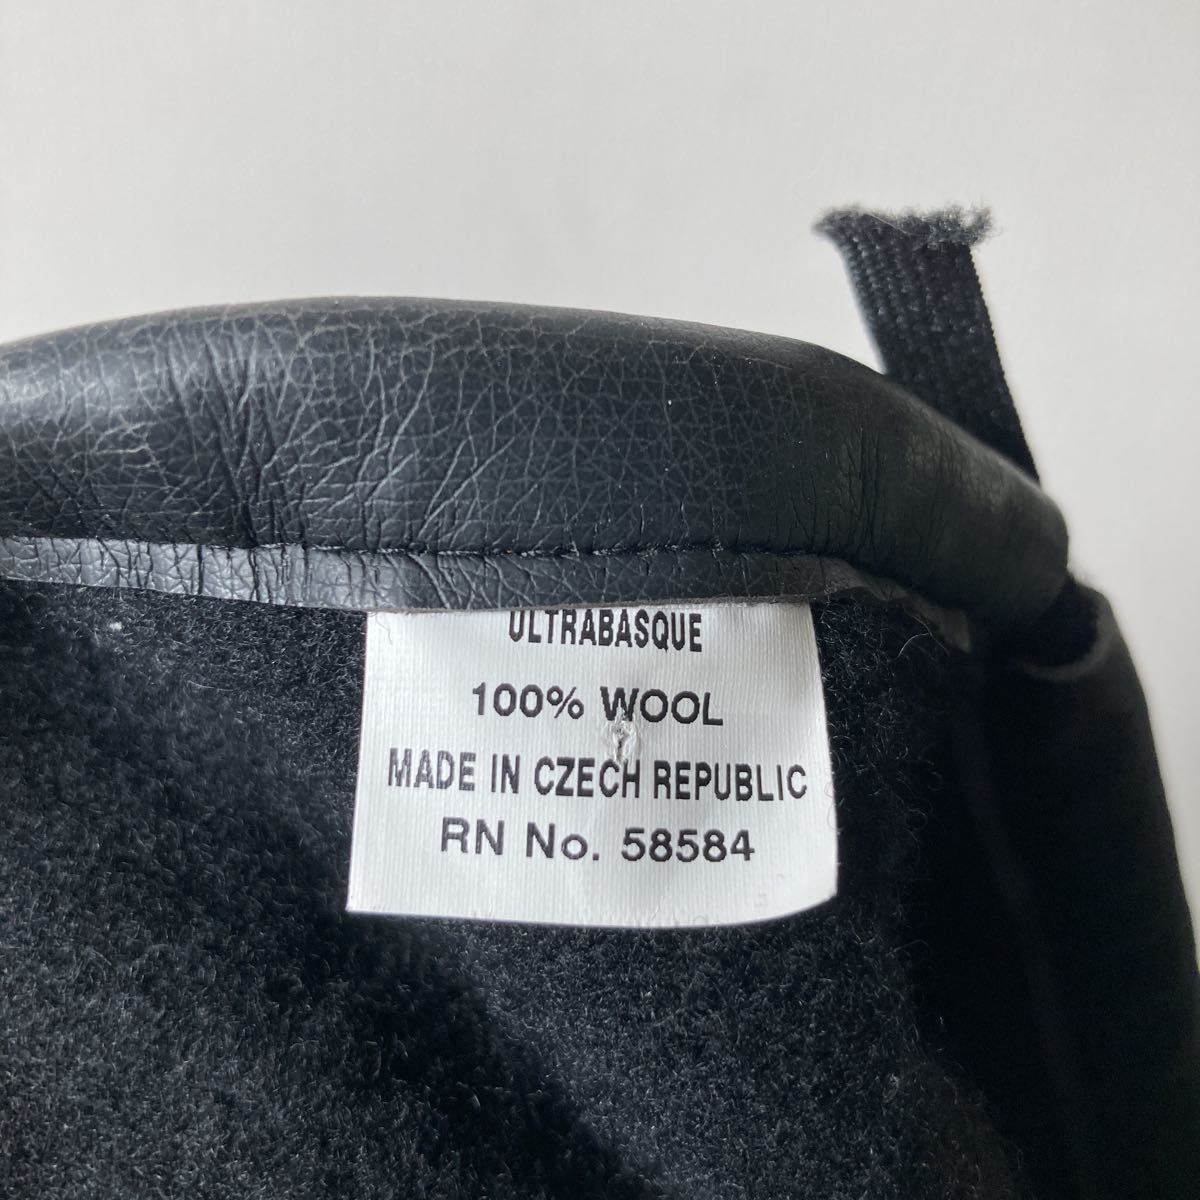 ULTRABASQUE
100% WOOL
MADE IN CZECH REPUBLIC
RN No. 58584